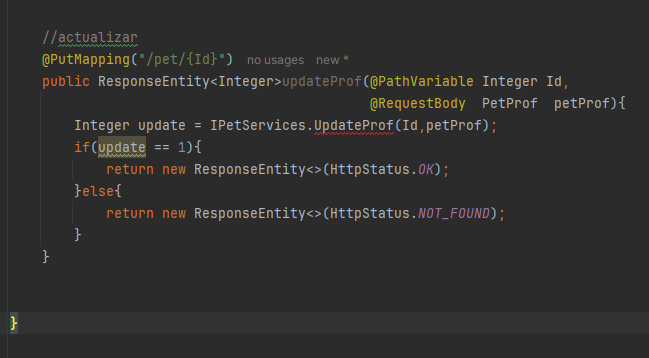 //actualizar
@PutMapping("/pet/{Id}") no usages new *
public ResponseEntity<Integer>updateProf(@PathVariable Integer Id,
@RequestBody PetProf petProf){
Integer update = IPetServices.UpdateProf(Id,petProf);
if(update == 1){
return new ResponseEntity<>(HttpStatus.OK);
}else{
return new ResponseEntity<>(HttpStatus.NOT_FOUND);
}
}
}